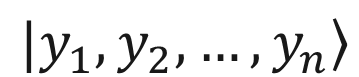 |y₁, y₂, …, yₙ⟩